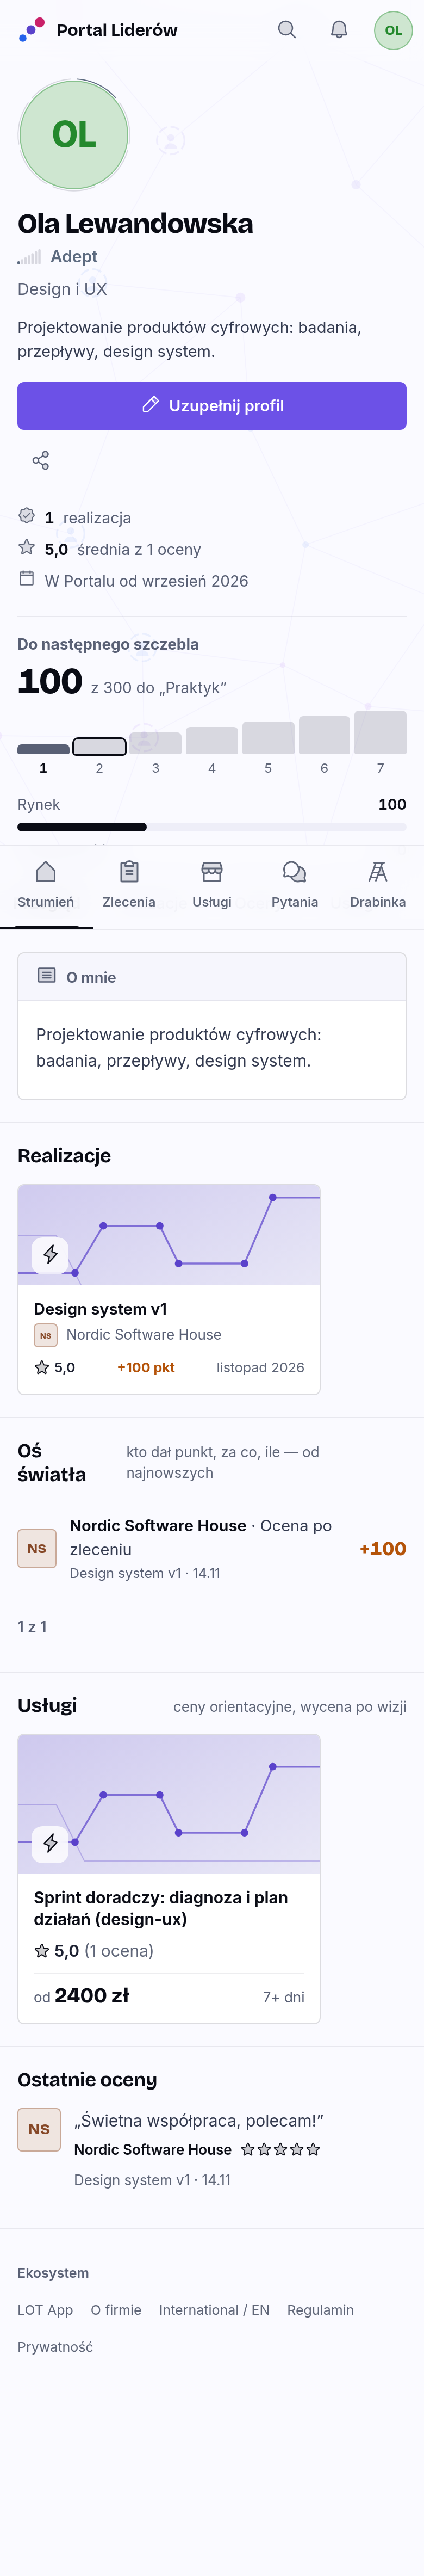 Portal Liderów
OL
OL
Ola Lewandowska
Adept
Design i UX
Projektowanie produktów cyfrowych: badania,
przepływy, design system.
Uzupełnij profil
1 realizacja
5,0 średnia z 1 oceny
W Portalu od wrzesień 2026
Do następnego szczebla
100 z 300 do „Praktyk”
1 2 3 4 5 6 7
Rynek 100
Strumień Zlecenia Usługi Pytania Drabinka
O mnie
Projektowanie produktów cyfrowych:
badania, przepływy, design system.
Realizacje
Design system v1
NS Nordic Software House
5,0 +100 pkt listopad 2026
Oś
światła
kto dał punkt, za co, ile — od
najnowszych
NS
Nordic Software House · Ocena po
zleceniu
Design system v1 · 14.11
+100
1 z 1
Usługi ceny orientacyjne, wycena po wizji
Sprint doradczy: diagnoza i plan
działań (design-ux)
5,0 (1 ocena)
od 2400 zł 7+ dni
Ostatnie oceny
NS
„Świetna współpraca, polecam!”
Nordic Software House
Design system v1 · 14.11
Ekosystem
LOT App O firmie International / EN Regulamin
Prywatność